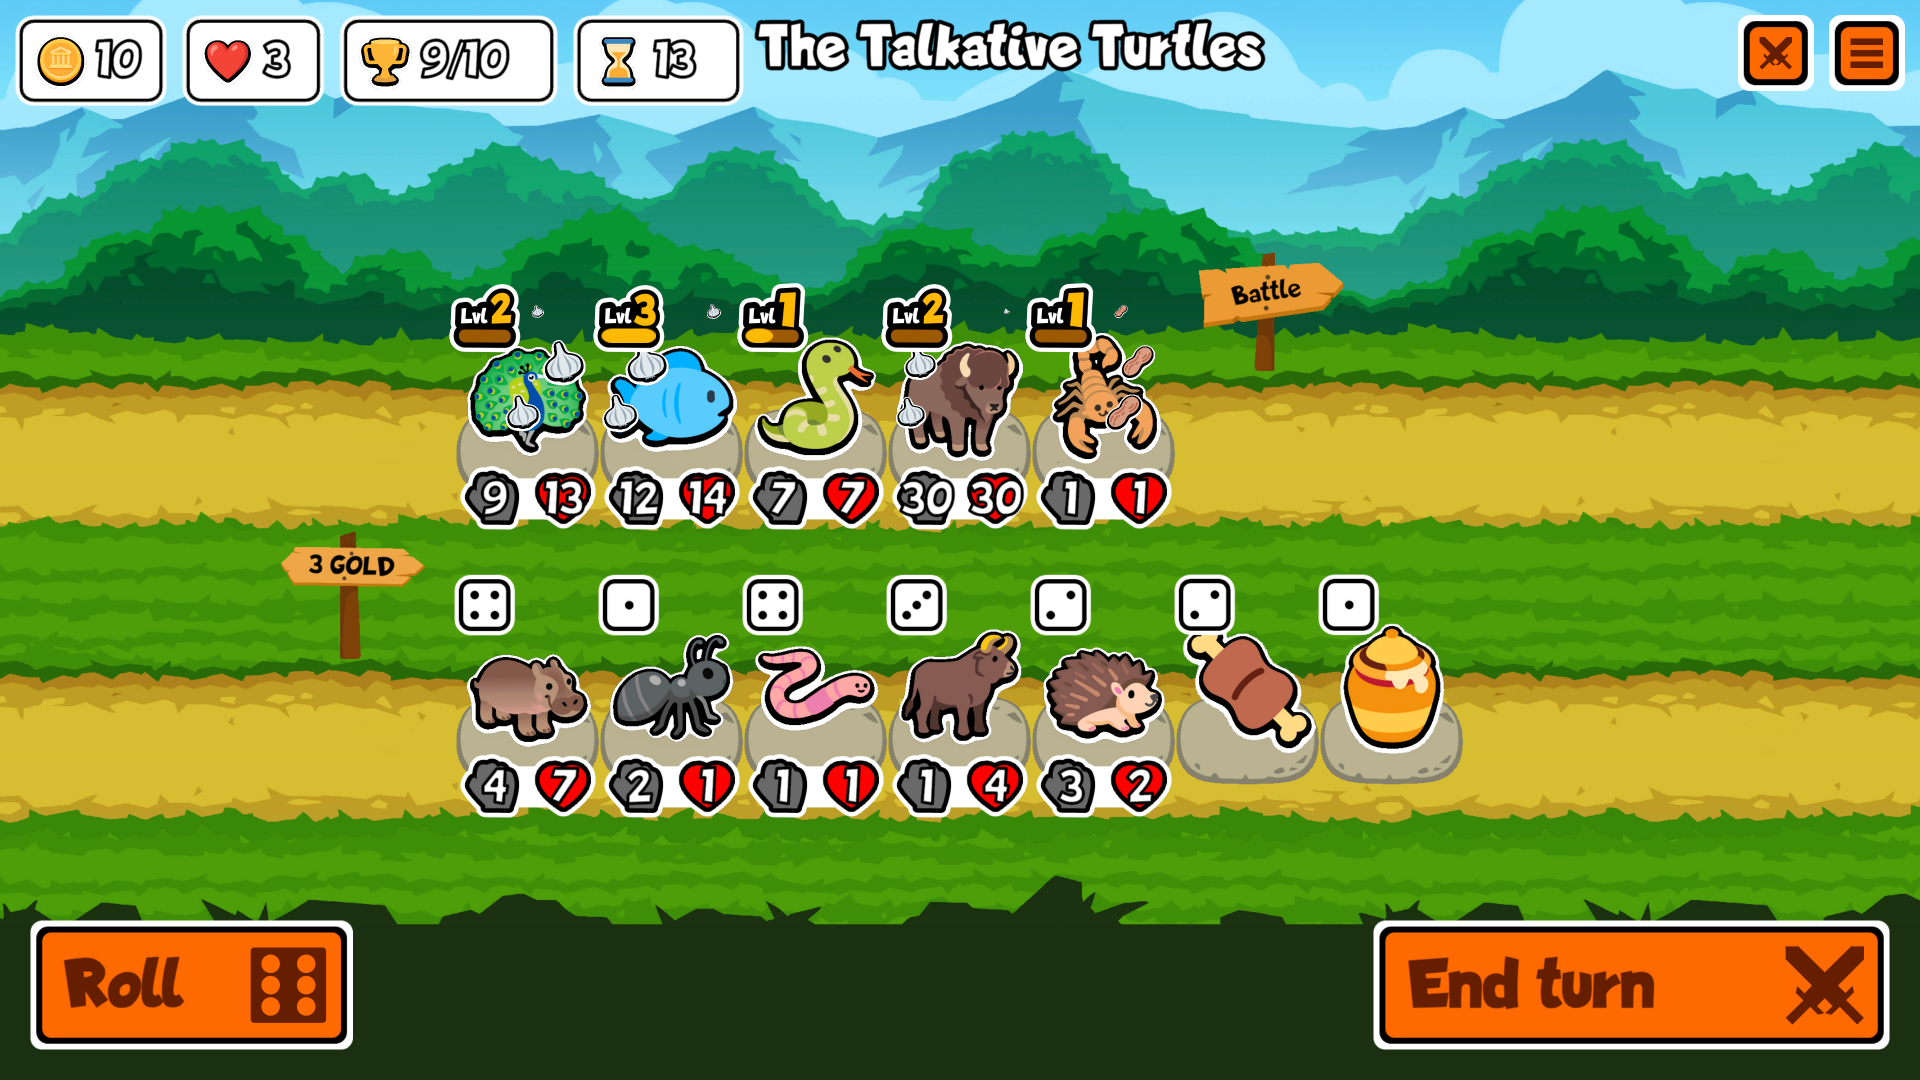 10
3
9/10
13
The Talkative Turtles
Battle
Lvl 2
Lvl 3
Lvl 1
Lvl 2
Lvl 1
9 13
12 14
7 7
30 30
1 1
3 GOLD
4 7
2 1
1 1
1 4
3 2
Roll
End turn